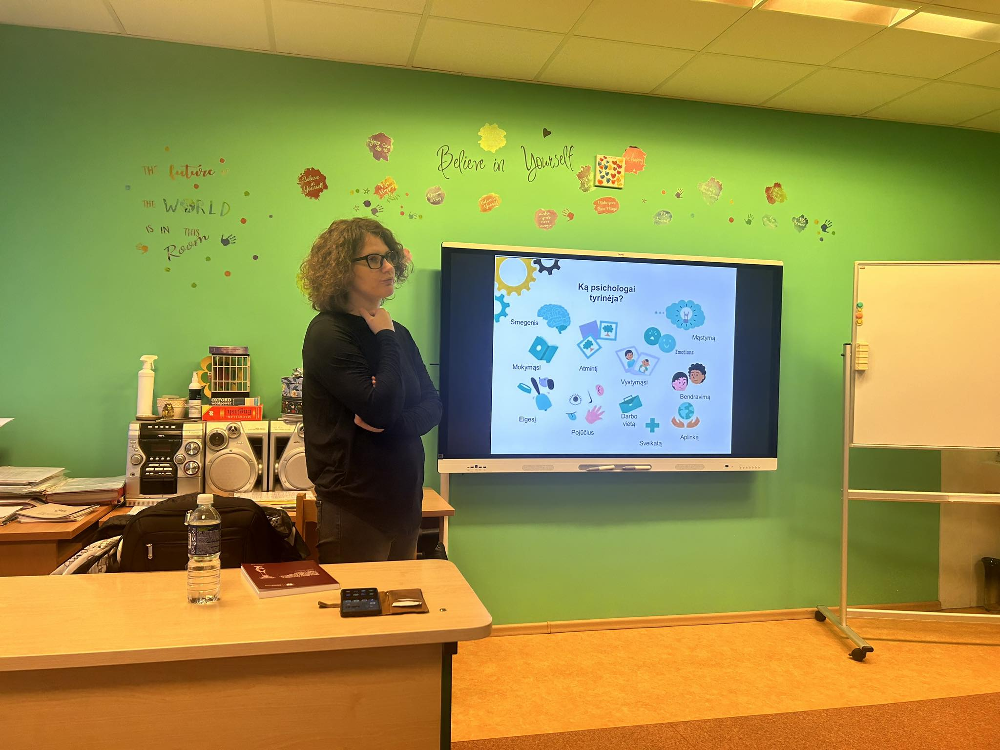 THE future is
THE WORLD
IS IN THIS
Room
you can
do it
Believe
in
Yourself
Be
Happy
Dream
Big
Believe in Yourself
Believe in
Yourself
make
your
own
magic
be happy
Make your
Own Magic
Be
Kind
SMART
Ką psichologai
tyrinėja?
Smegenis
Mąstymą
Emotions
Mokymąsi
Atmintį
Vystymąsi
Bendravimą
Elgesį
Pojūčius
Darbo
vietą
Sveikatą
Aplinką
OXFORD
wordpower
MACMILLAN
English
AIWA